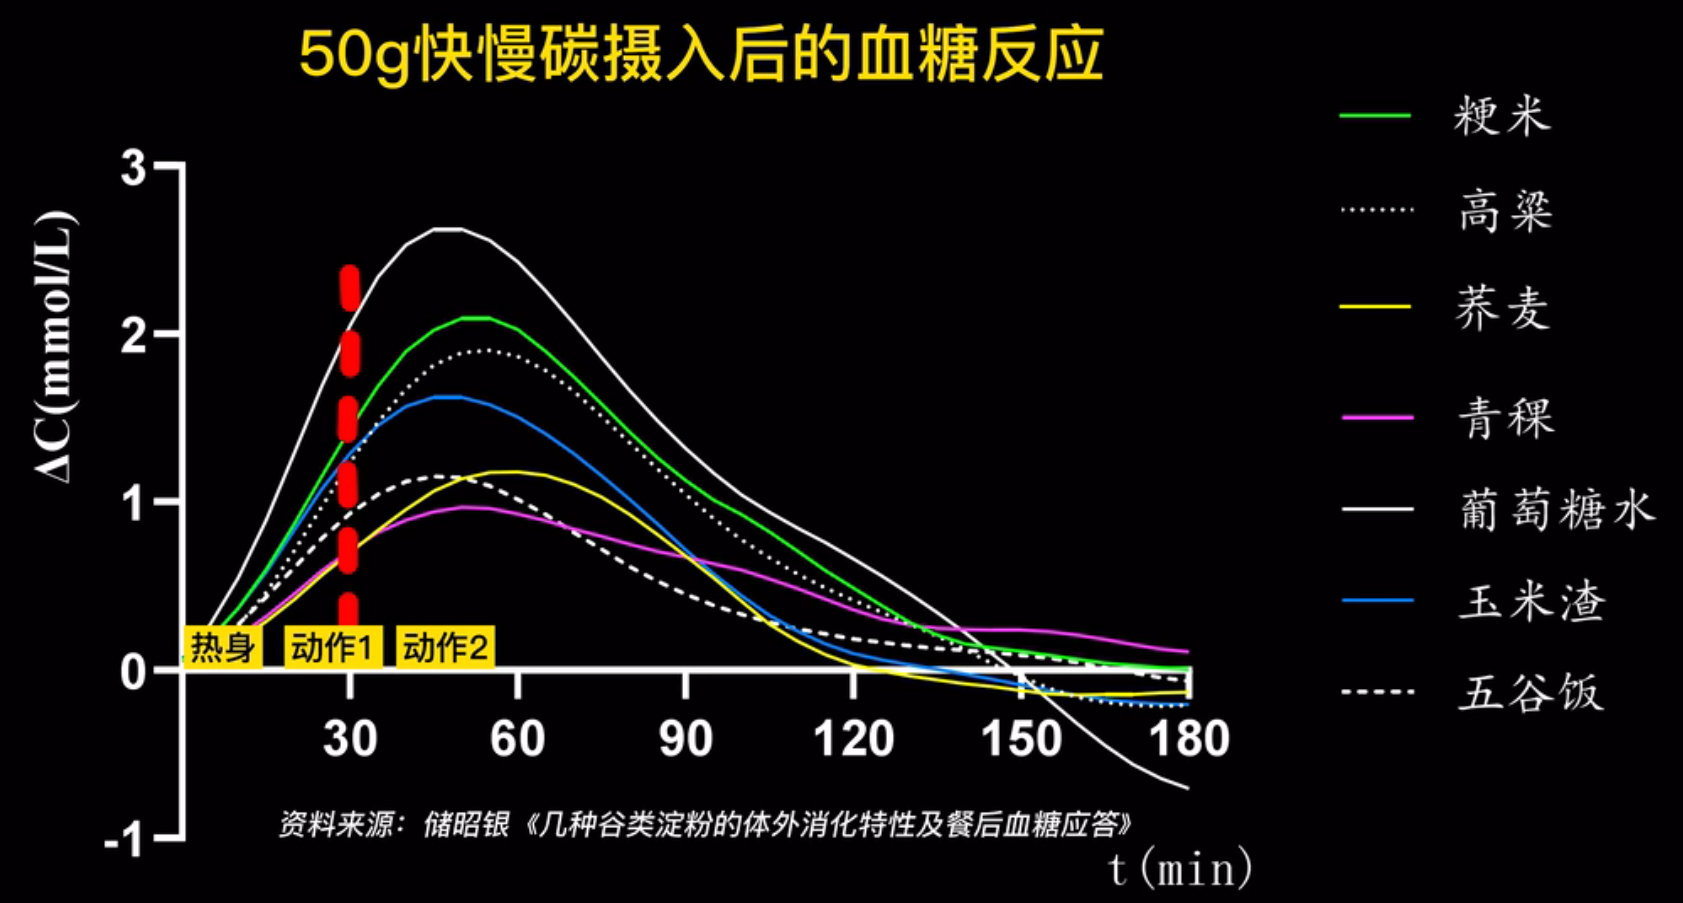 50g快慢碳摄入后的血糖反应
ΔC(mmol/L)
3
2
1
0
-1
热身 动作1 动作2
30 60 90 120 150 180
t(min)
资料来源：储昭银《几种谷类淀粉的体外消化特性及餐后血糖应答》
粳米
高粱
荞麦
青稞
葡萄糖水
玉米渣
五谷饭